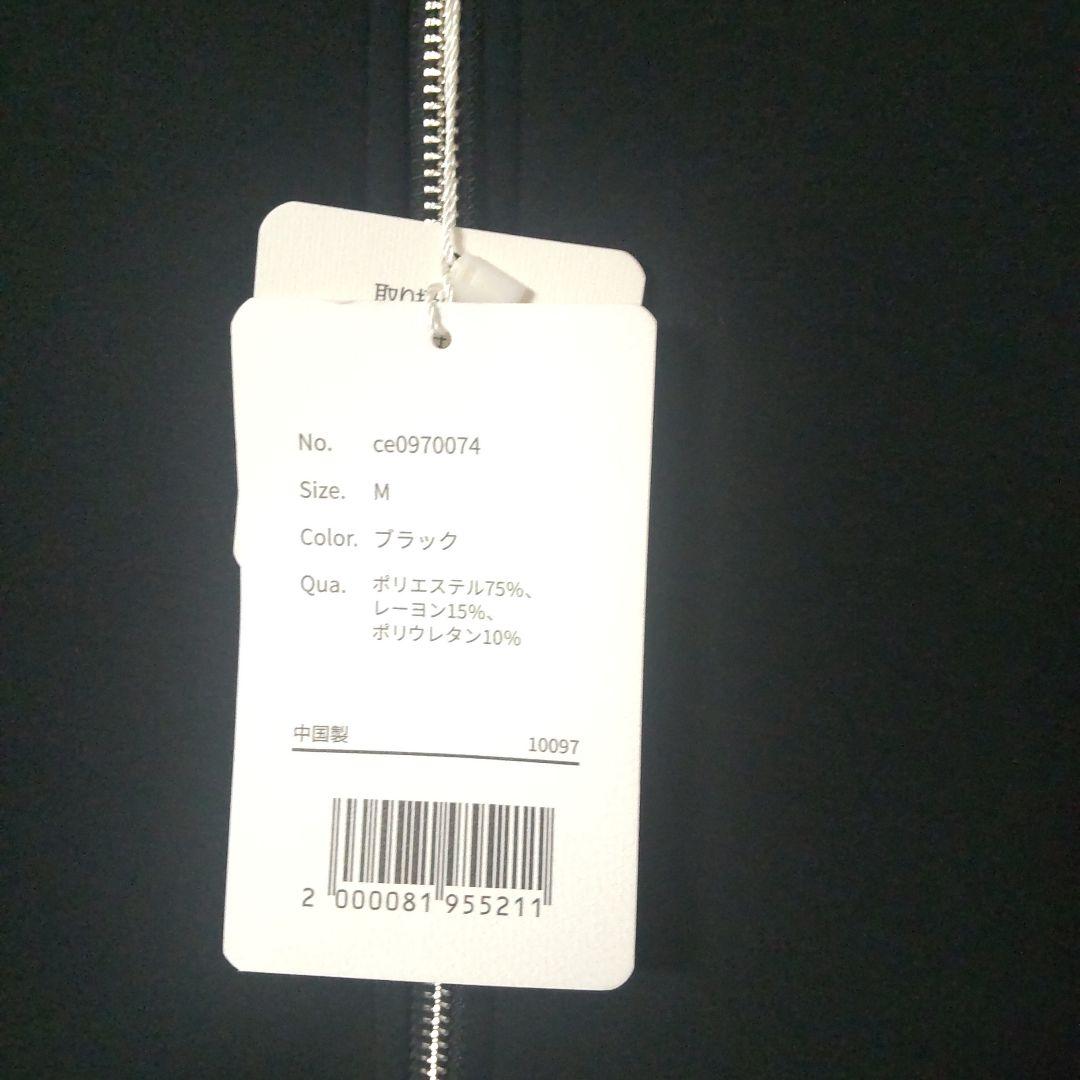 取り
No. ce0970074
Size. M
Color. ブラック
Qua. ポリエステル75%、
レーヨン15%、
ポリウレタン10%
中国製 10097
2 000081 955211